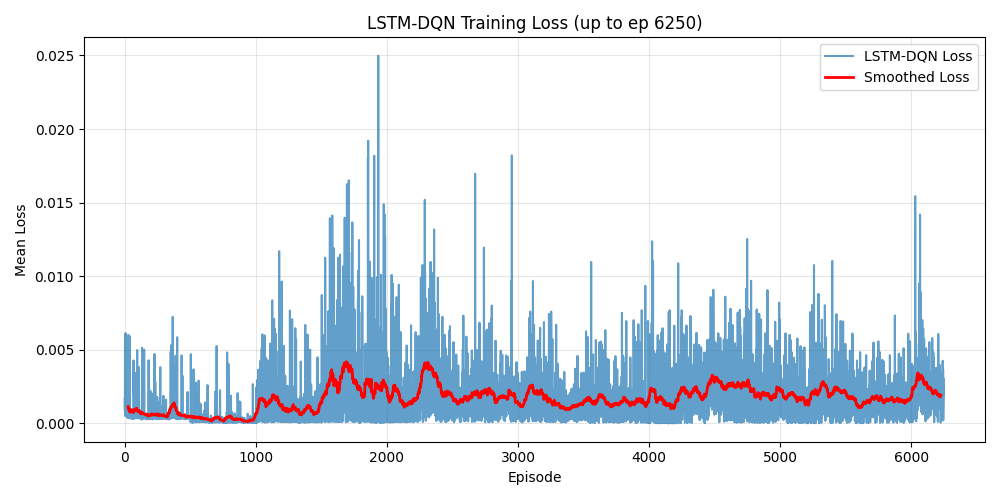 LSTM-DQN Training Loss (up to ep 6250)
LSTM-DQN Loss
Smoothed Loss
Mean Loss
0.025
0.020
0.015
0.010
0.005
0.000
0 1000 2000 3000 4000 5000 6000
Episode